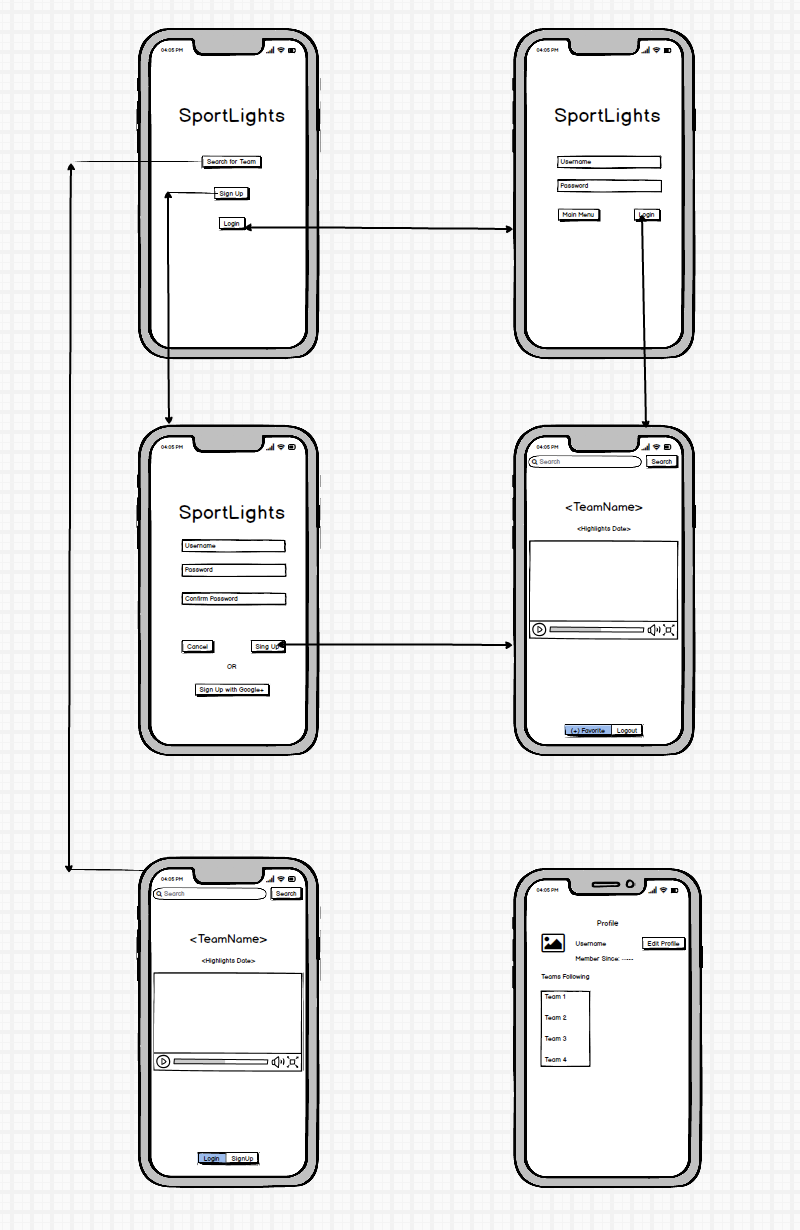 04:05 PM
SportLights
Search for Team
Sign Up
Login
04:05 PM
SportLights
Username
Password
Main Menu
Login
04:05 PM
SportLights
Username
Password
Confirm Password
Cancel
Sing Up
OR
Sign Up with Google+
04:05 PM
Search
Search
<TeamName>
<Highlights Date>
(+) Favorite
Logout
04:05 PM
Search
Search
<TeamName>
<Highlights Date>
Login
SignUp
04:05 PM
Profile
Username
Edit Profile
Member Since: -----
Teams Following
Team 1
Team 2
Team 3
Team 4